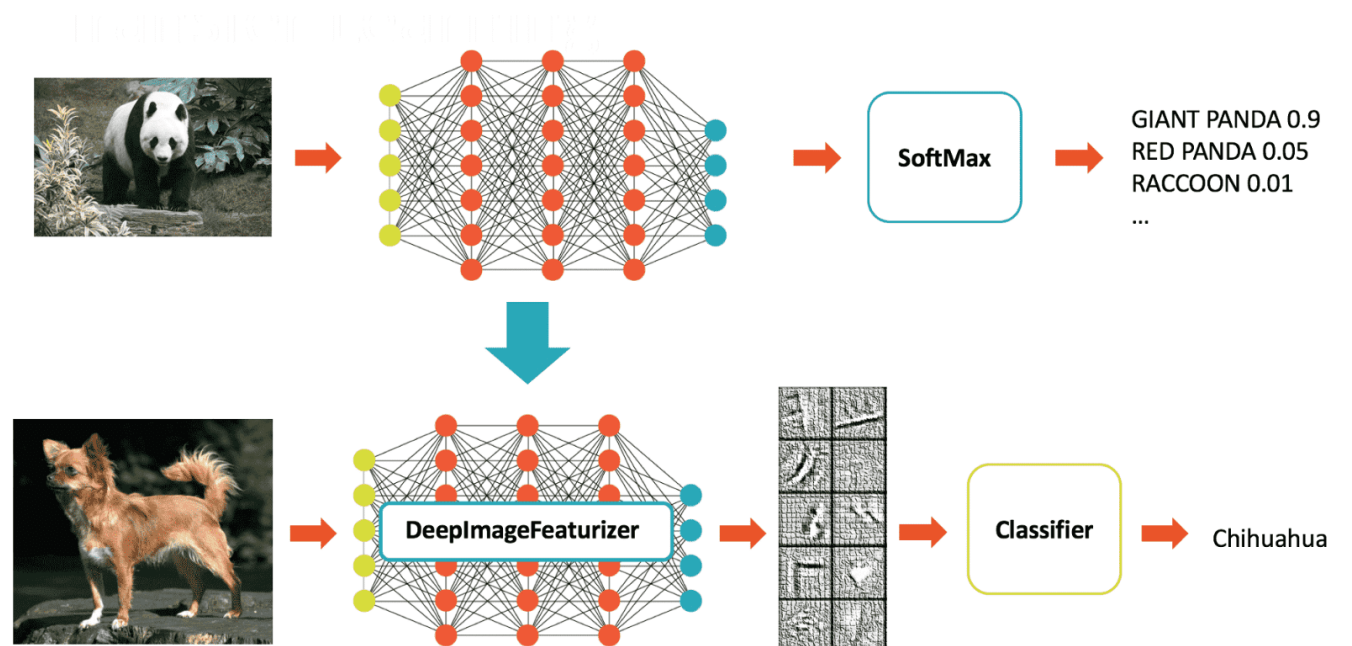 SoftMax
GIANT PANDA 0.9
RED PANDA 0.05
RACCOON 0.01
...
DeepImageFeaturizer
Classifier
Chihuahua